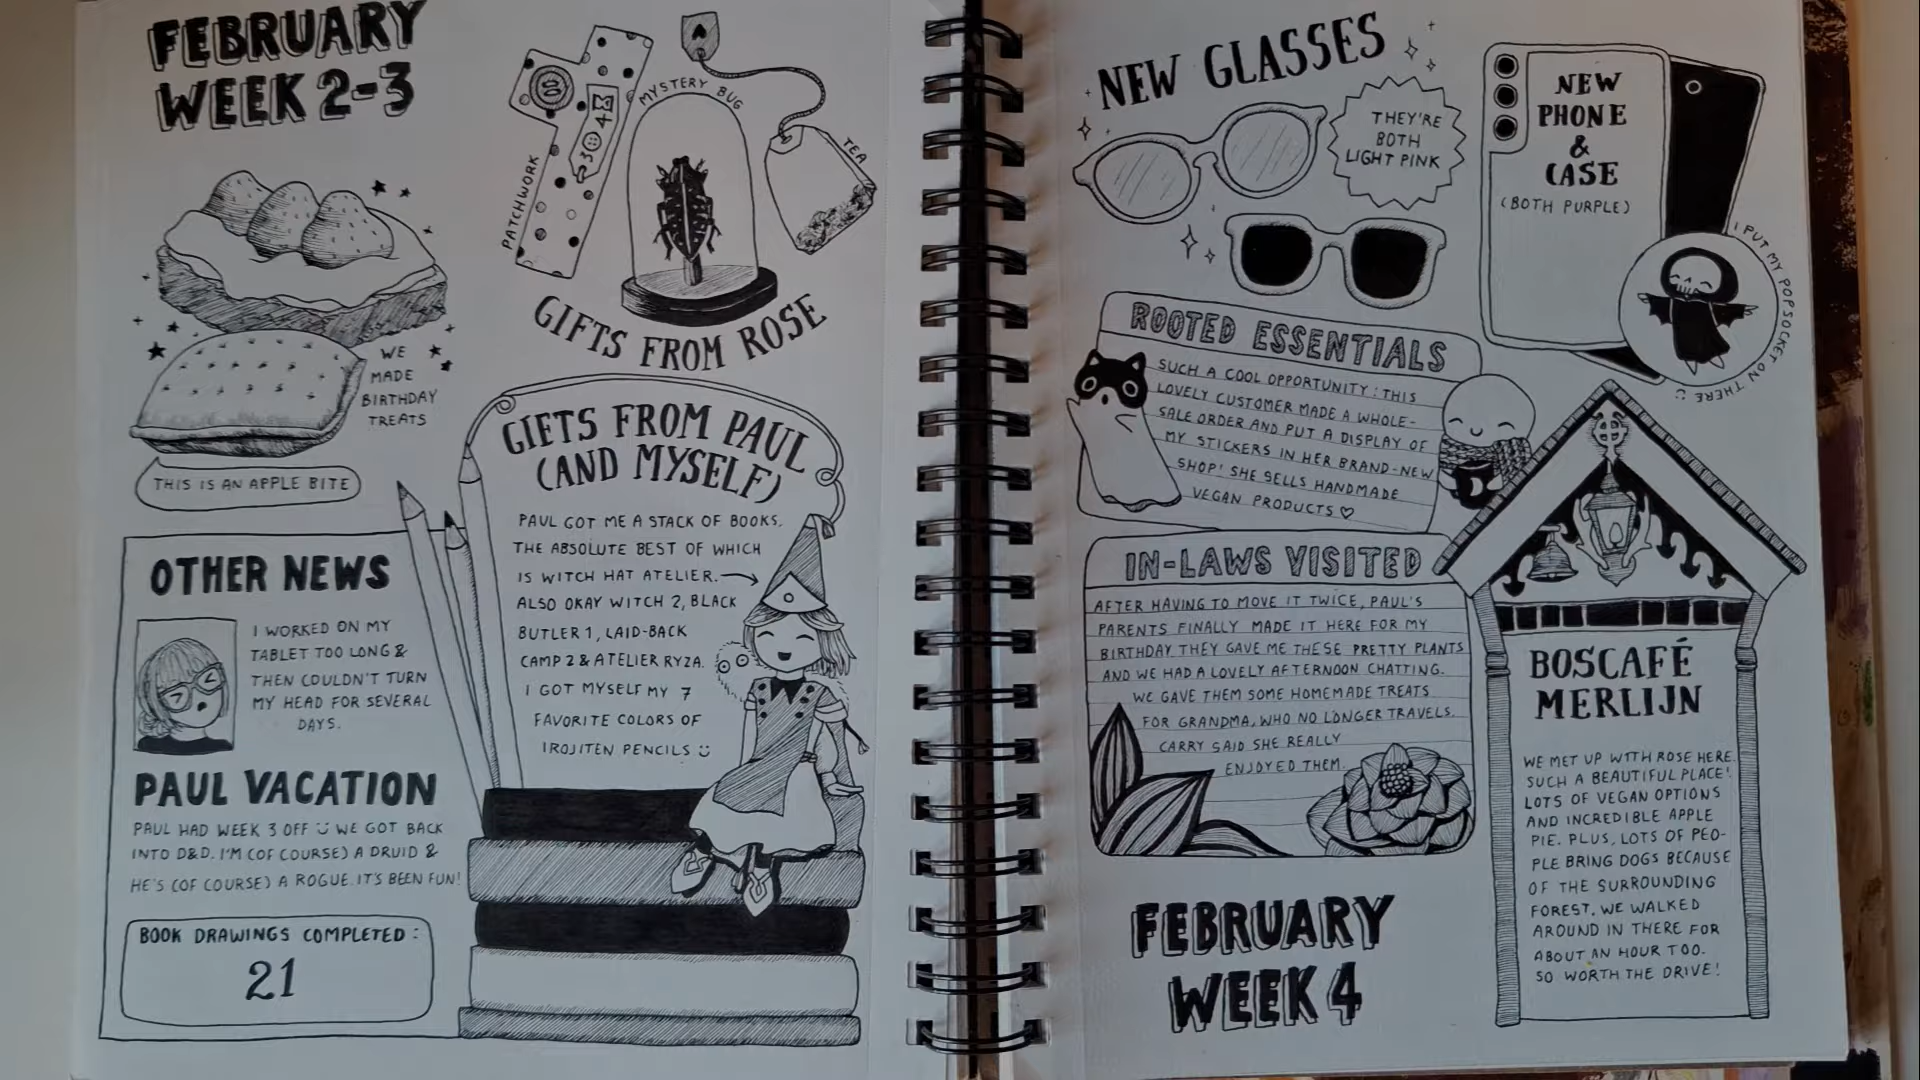 FEBRUARY
WEEK 2-3
WE
MADE
BIRTHDAY
TREATS
THIS IS AN APPLE BITE
PATCHWORK
MYSTERY BUG
TEA
GIFTS FROM ROSE
GIFTS FROM PAUL
(AND MYSELF)
PAUL GOT ME A STACK OF BOOKS,
THE ABSOLUTE BEST OF WHICH
IS WITCH HAT ATELIER.
ALSO OKAY WITCH 2, BLACK
BUTLER 1, LAID-BACK
CAMP 2 & ATELIER RYZA.
I GOT MYSELF MY 7
FAVORITE COLORS OF
IROJITEN PENCILS
OTHER NEWS
I WORKED ON MY
TABLET TOO LONG &
THEN COULDN'T TURN
MY HEAD FOR SEVERAL
DAYS.
PAUL VACATION
PAUL HAD WEEK 3 OFF WE GOT BACK
INTO D&D. I'M (OF COURSE) A DRUID &
HE'S (OF COURSE) A ROGUE. IT'S BEEN FUN!
BOOK DRAWINGS COMPLETED:
21
NEW GLASSES
THEY'RE
BOTH
LIGHT PINK
NEW
PHONE
&
CASE
(BOTH PURPLE)
I PUT MY POPSOCKET ON THERE
ROOTED ESSENTIALS
SUCH A COOL OPPORTUNITY: THIS
LOVELY CUSTOMER MADE A WHOLE-
SALE ORDER AND PUT A DISPLAY OF
MY STICKERS IN HER BRAND-NEW
SHOP! SHE SELLS HANDMADE
VEGAN PRODUCTS ♡
IN-LAWS VISITED
AFTER HAVING TO MOVE IT TWICE, PAUL'S
PARENTS FINALLY MADE IT HERE FOR MY
BIRTHDAY. THEY GAVE ME THESE PRETTY PLANTS
AND WE HAD A LOVELY AFTERNOON CHATTING.
WE GAVE THEM SOME HOMEMADE TREATS
FOR GRANDMA, WHO NO LONGER TRAVELS.
CARRY SAID SHE REALLY
ENJOYED THEM.
FEBRUARY
WEEK 4
BOSCAFÉ
MERLIJN
WE MET UP WITH ROSE HERE.
SUCH A BEAUTIFUL PLACE!
LOTS OF VEGAN OPTIONS
AND INCREDIBLE APPLE
PIE. PLUS, LOTS OF PEO-
PLE BRING DOGS BECAUSE
OF THE SURROUNDING
FOREST. WE WALKED
AROUND IN THERE FOR
ABOUT AN HOUR TOO.
SO WORTH THE DRIVE!